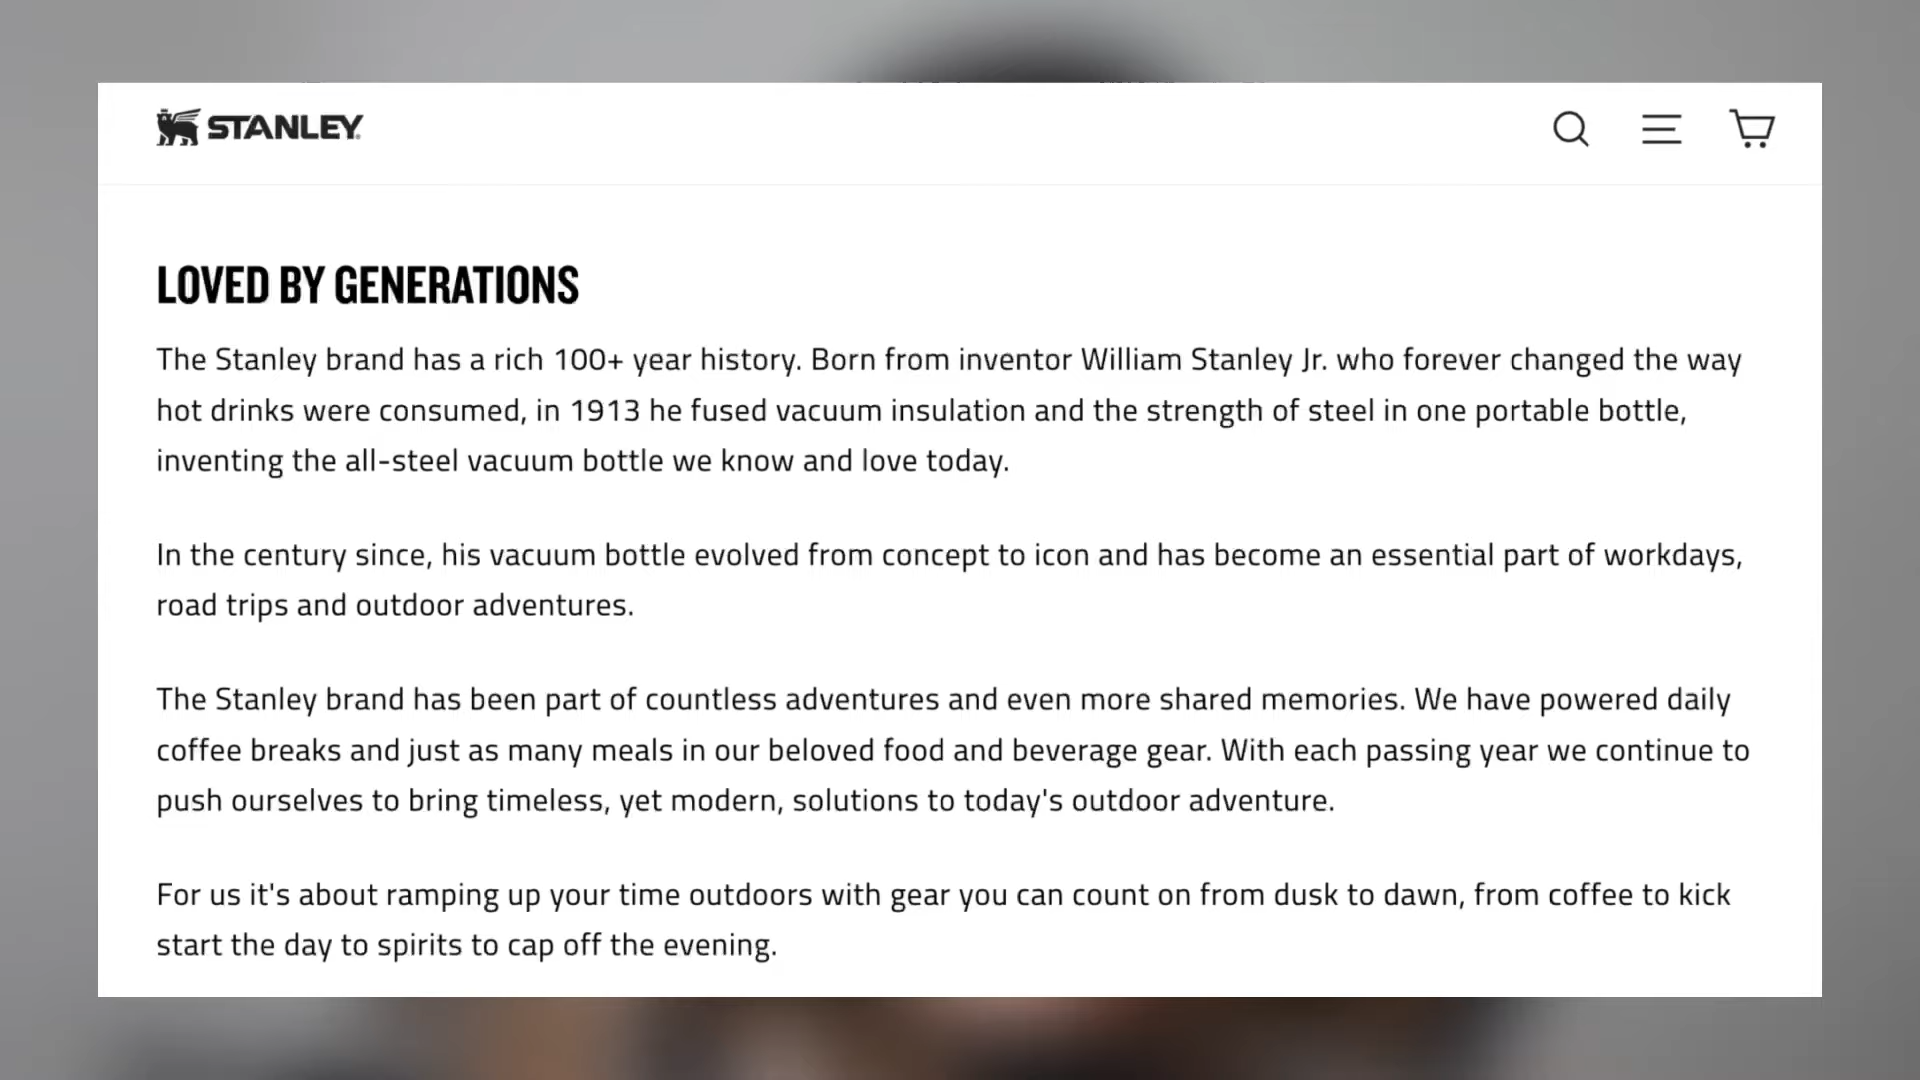 STANLEY
LOVED BY GENERATIONS
The Stanley brand has a rich 100+ year history. Born from inventor William Stanley Jr. who forever changed the way
hot drinks were consumed, in 1913 he fused vacuum insulation and the strength of steel in one portable bottle,
inventing the all-steel vacuum bottle we know and love today.
In the century since, his vacuum bottle evolved from concept to icon and has become an essential part of workdays,
road trips and outdoor adventures.
The Stanley brand has been part of countless adventures and even more shared memories. We have powered daily
coffee breaks and just as many meals in our beloved food and beverage gear. With each passing year we continue to
push ourselves to bring timeless, yet modern, solutions to today's outdoor adventure.
For us it's about ramping up your time outdoors with gear you can count on from dusk to dawn, from coffee to kick
start the day to spirits to cap off the evening.